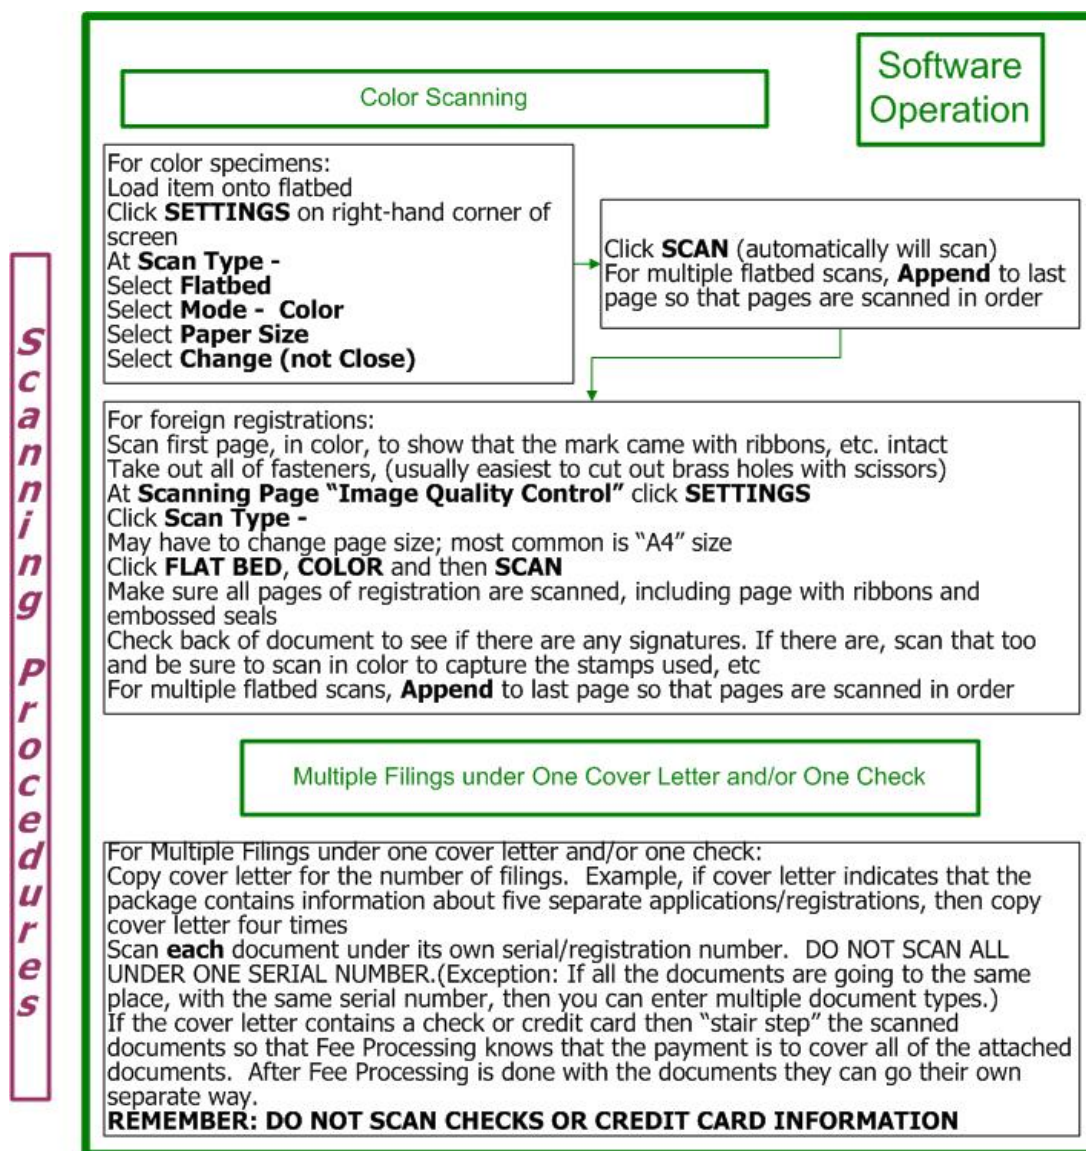 Software
Operation
Color Scanning
For color specimens:
Load item onto flatbed
Click SETTINGS on right-hand corner of
screen
At Scan Type -
Select Flatbed
Select Mode -  Color
Select Paper Size
Select Change (not Close)
Click SCAN (automatically will scan)
For multiple flatbed scans, Append to last
page so that pages are scanned in order
Scanning Procedures
For foreign registrations:
Scan first page, in color, to show that the mark came with ribbons, etc. intact
Take out all of fasteners, (usually easiest to cut out brass holes with scissors)
At Scanning Page “Image Quality Control” click SETTINGS
Click Scan Type -
May have to change page size; most common is “A4” size
Click FLAT BED, COLOR and then SCAN
Make sure all pages of registration are scanned, including page with ribbons and
embossed seals
Check back of document to see if there are any signatures. If there are, scan that too
and be sure to scan in color to capture the stamps used, etc
For multiple flatbed scans, Append to last page so that pages are scanned in order
Multiple Filings under One Cover Letter and/or One Check
For Multiple Filings under one cover letter and/or one check:
Copy cover letter for the number of filings.  Example, if cover letter indicates that the
package contains information about five separate applications/registrations, then copy
cover letter four times
Scan each document under its own serial/registration number.  DO NOT SCAN ALL
UNDER ONE SERIAL NUMBER.(Exception: If all the documents are going to the same
place, with the same serial number, then you can enter multiple document types.)
If the cover letter contains a check or credit card then “stair step” the scanned
documents so that Fee Processing knows that the payment is to cover all of the attached
documents.  After Fee Processing is done with the documents they can go their own
separate way.
REMEMBER: DO NOT SCAN CHECKS OR CREDIT CARD INFORMATION